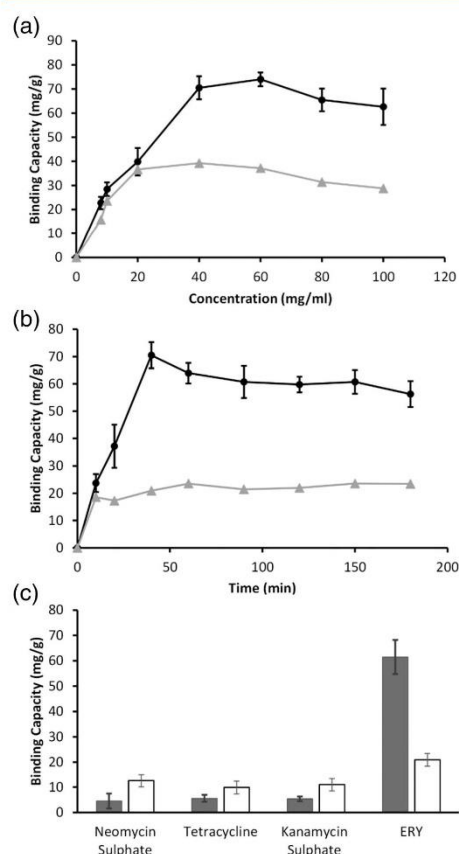 (a)
90
80
70
60
50
40
30
20
10
0
Binding Capacity (mg/g)
0 20 40 60 80 100 120
Concentration (mg/ml)
(b)
80
70
60
50
40
30
20
10
0
Binding Capacity (mg/g)
0 50 100 150 200
Time (min)
(c)
80
70
60
50
40
30
20
10
0
Binding Capacity (mg/g)
Neomycin Tetracycline Kanamycin ERY
Sulphate Sulphate